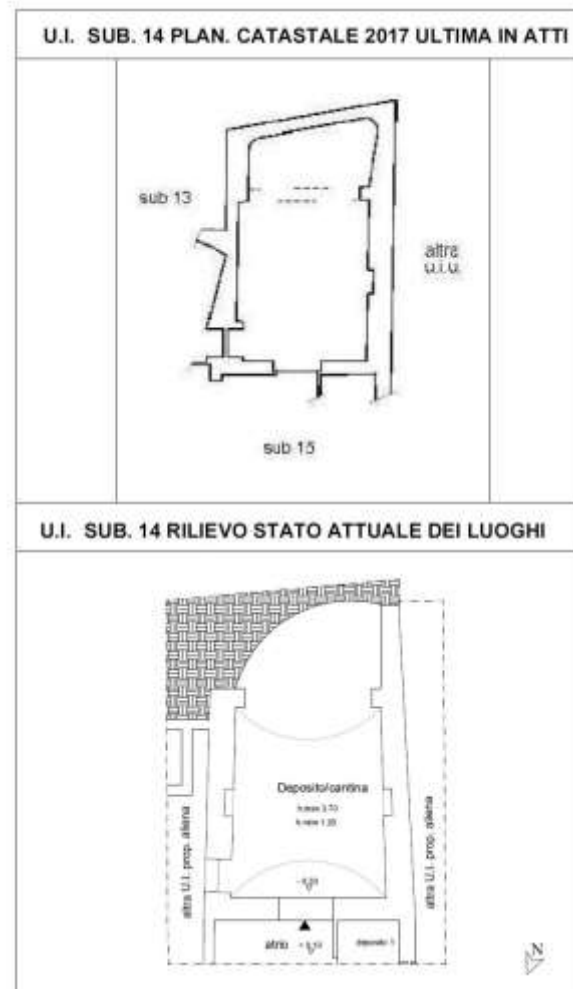 U.I. SUB. 14 PLAN. CATASTALE 2017 ULTIMA IN ATTI
sub 13
altra
u.i.u.
sub 15
U.I. SUB. 14 RILIEVO STATO ATTUALE DEI LUOGHI
Deposito/cantina
altra U.I. prop. aliena
altra U.I. prop. aliena
atrio
deposito 1
N